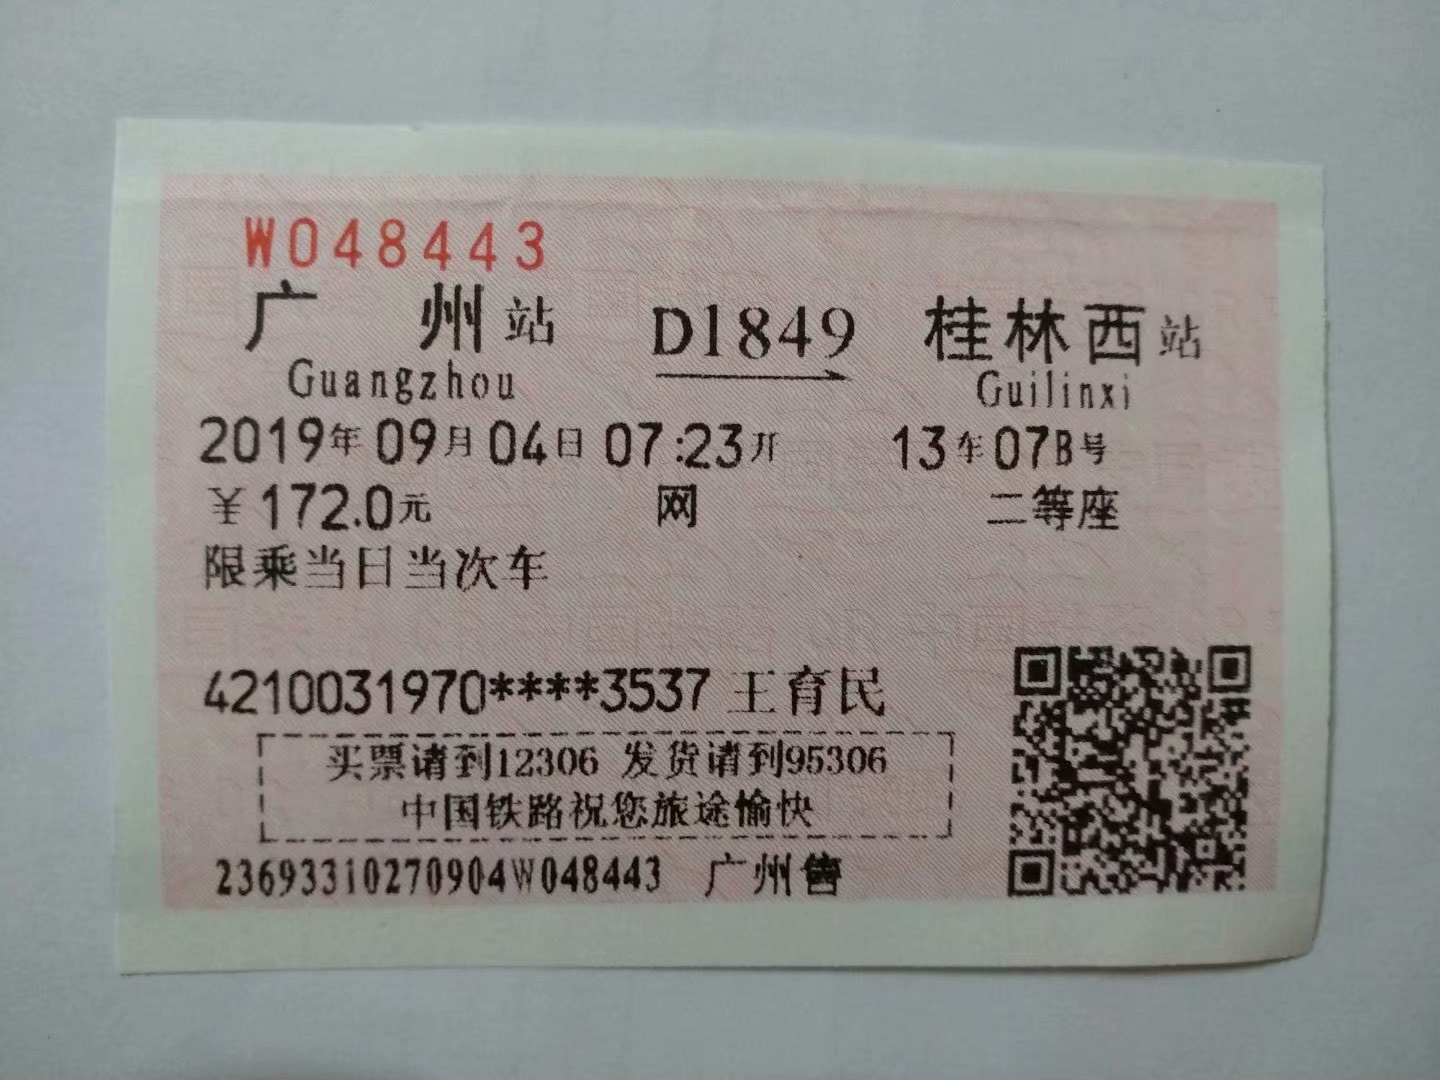 W048443
广州站 D1849 桂林西站
Guangzhou Guilinxi
2019年09月04日 07:23开 13车07B号
￥172.0元 网 二等座
限乘当日当次车
4210031970****3537 王育民
买票请到12306 发货请到95306
中国铁路祝您旅途愉快
23693310270904W048443 广州售